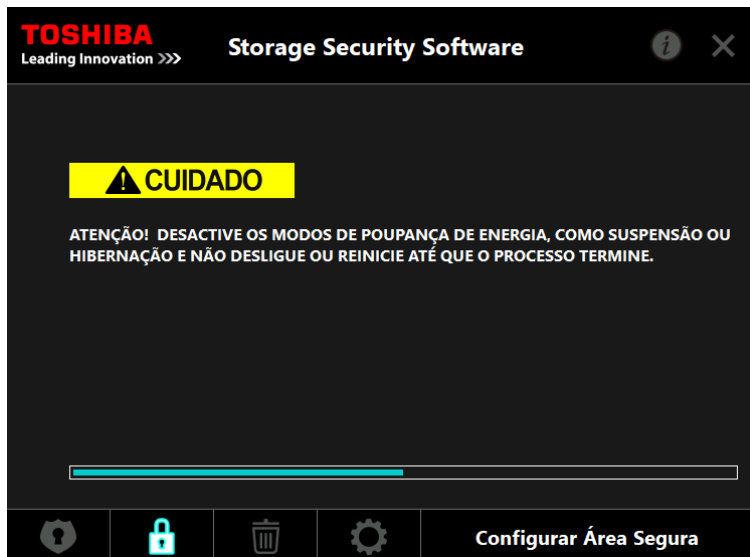 TOSHIBA
Leading Innovation >>>
Storage Security Software
i
CUIDADO
ATENÇÃO! DESACTIVE OS MODOS DE POUPANÇA DE ENERGIA, COMO SUSPENSÃO OU
HIBERNAÇÃO E NÃO DESLIGUE OU REINICIE ATÉ QUE O PROCESSO TERMINE.
Configurar Área Segura